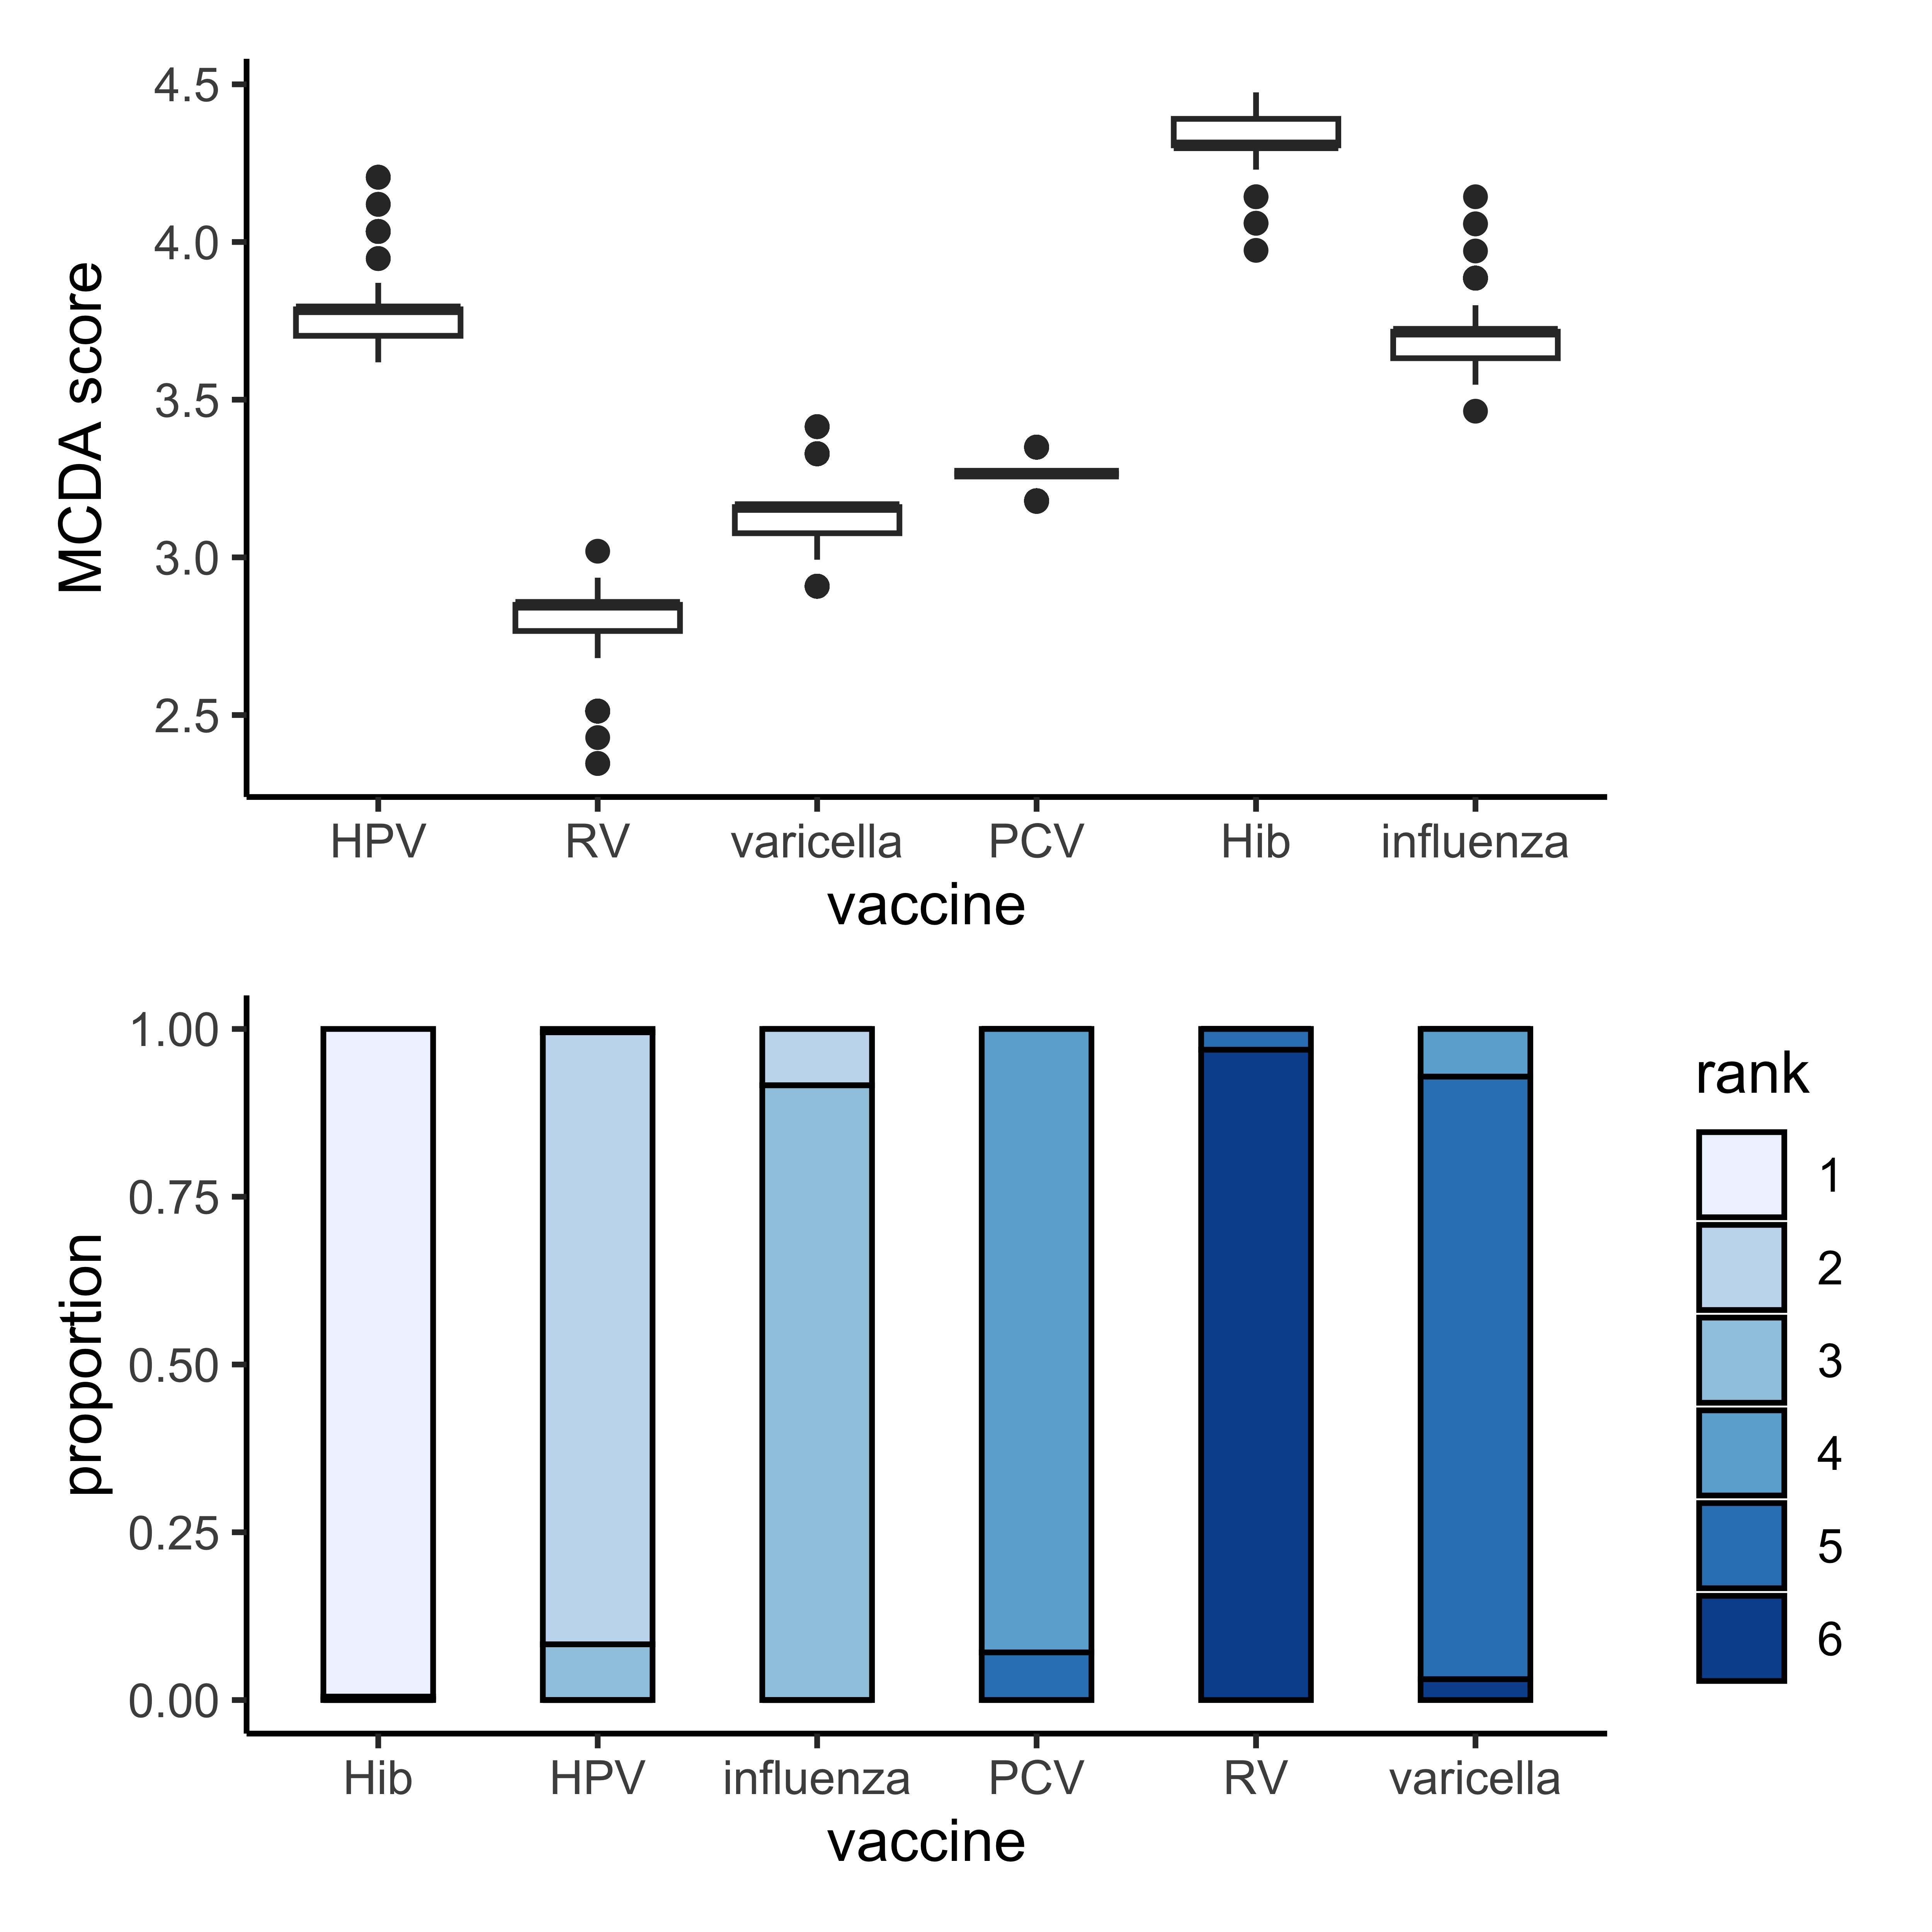 MCDA score
4.5
4.0
3.5
3.0
2.5
HPV RV varicella PCV Hib influenza
vaccine
proportion
1.00
0.75
0.50
0.25
0.00
Hib HPV influenza PCV RV varicella
vaccine
rank
1
2
3
4
5
6